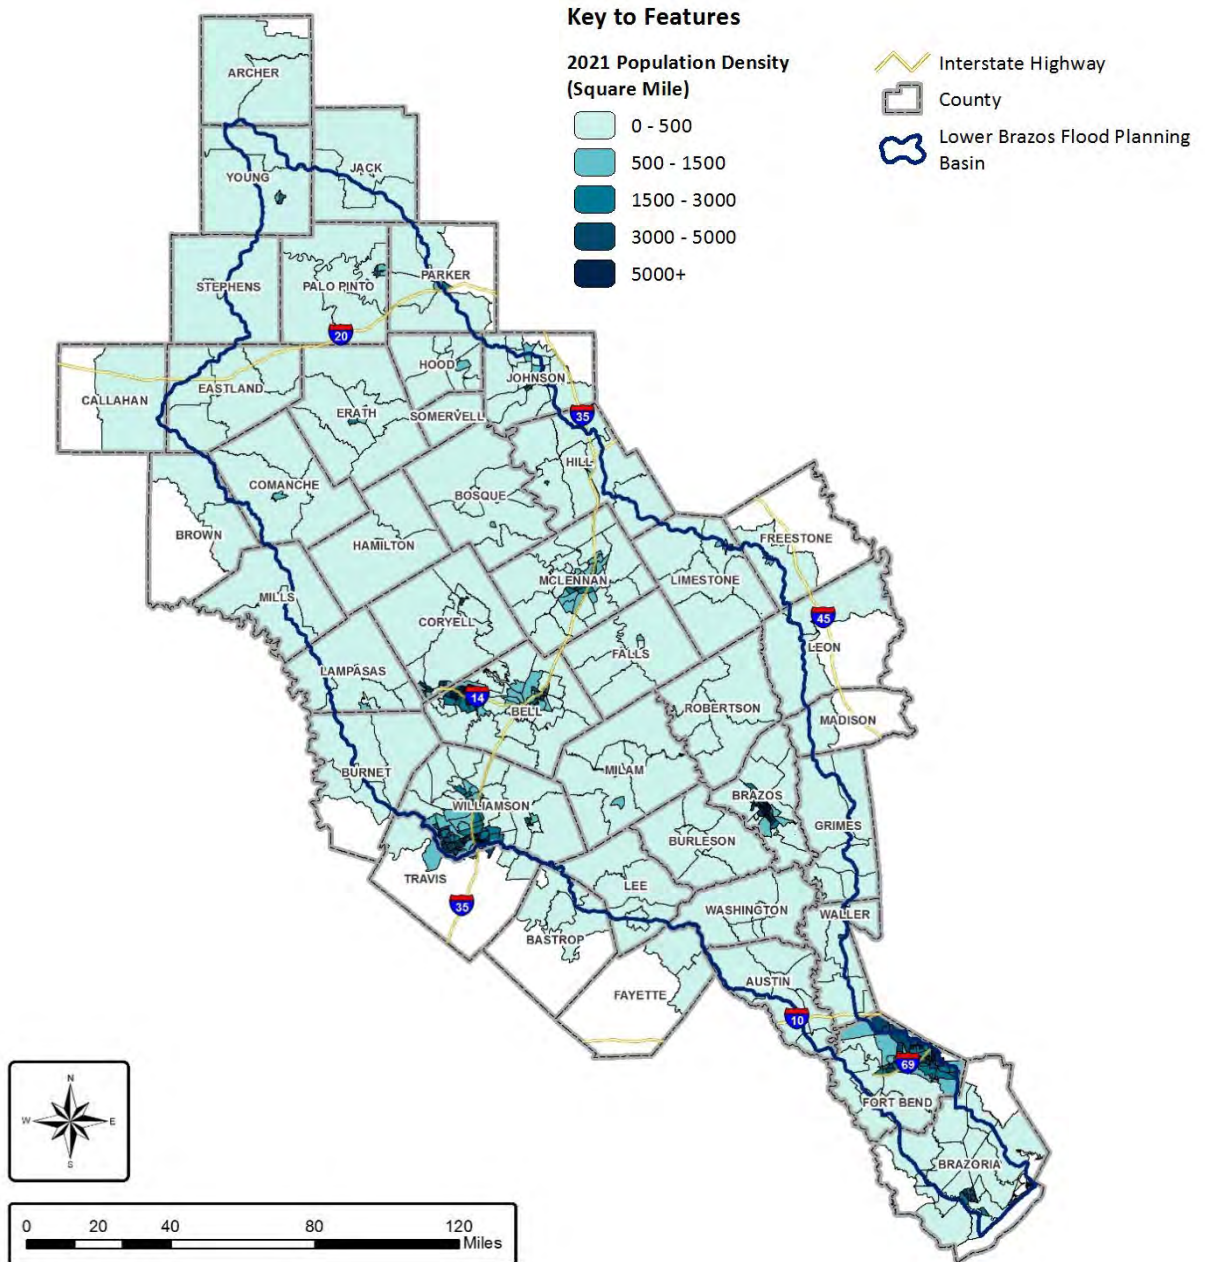 Key to Features
2021 Population Density
(Square Mile)
0 - 500
500 - 1500
1500 - 3000
3000 - 5000
5000+
Interstate Highway
County
Lower Brazos Flood Planning
Basin
ARCHER
YOUNG
JACK
STEPHENS
PALO PINTO
PARKER
20
CALLAHAN
EASTLAND
HOOD
JOHNSON
ERATH
SOMERVELL
35
HILL
COMANCHE
BOSQUE
BROWN
HAMILTON
FREESTONE
MCLENNAN
LIMESTONE
MILLS
CORYELL
45
LEON
FALLS
LAMPASAS
14
BELL
ROBERTSON
MADISON
BURNET
MILAM
BRAZOS
WILLIAMSON
GRIMES
BURLESON
TRAVIS
LEE
35
WASHINGTON
WALLER
BASTROP
AUSTIN
FAYETTE
10
69
FORT BEND
BRAZORIA
N
W E
S
0 20 40 80 120
Miles